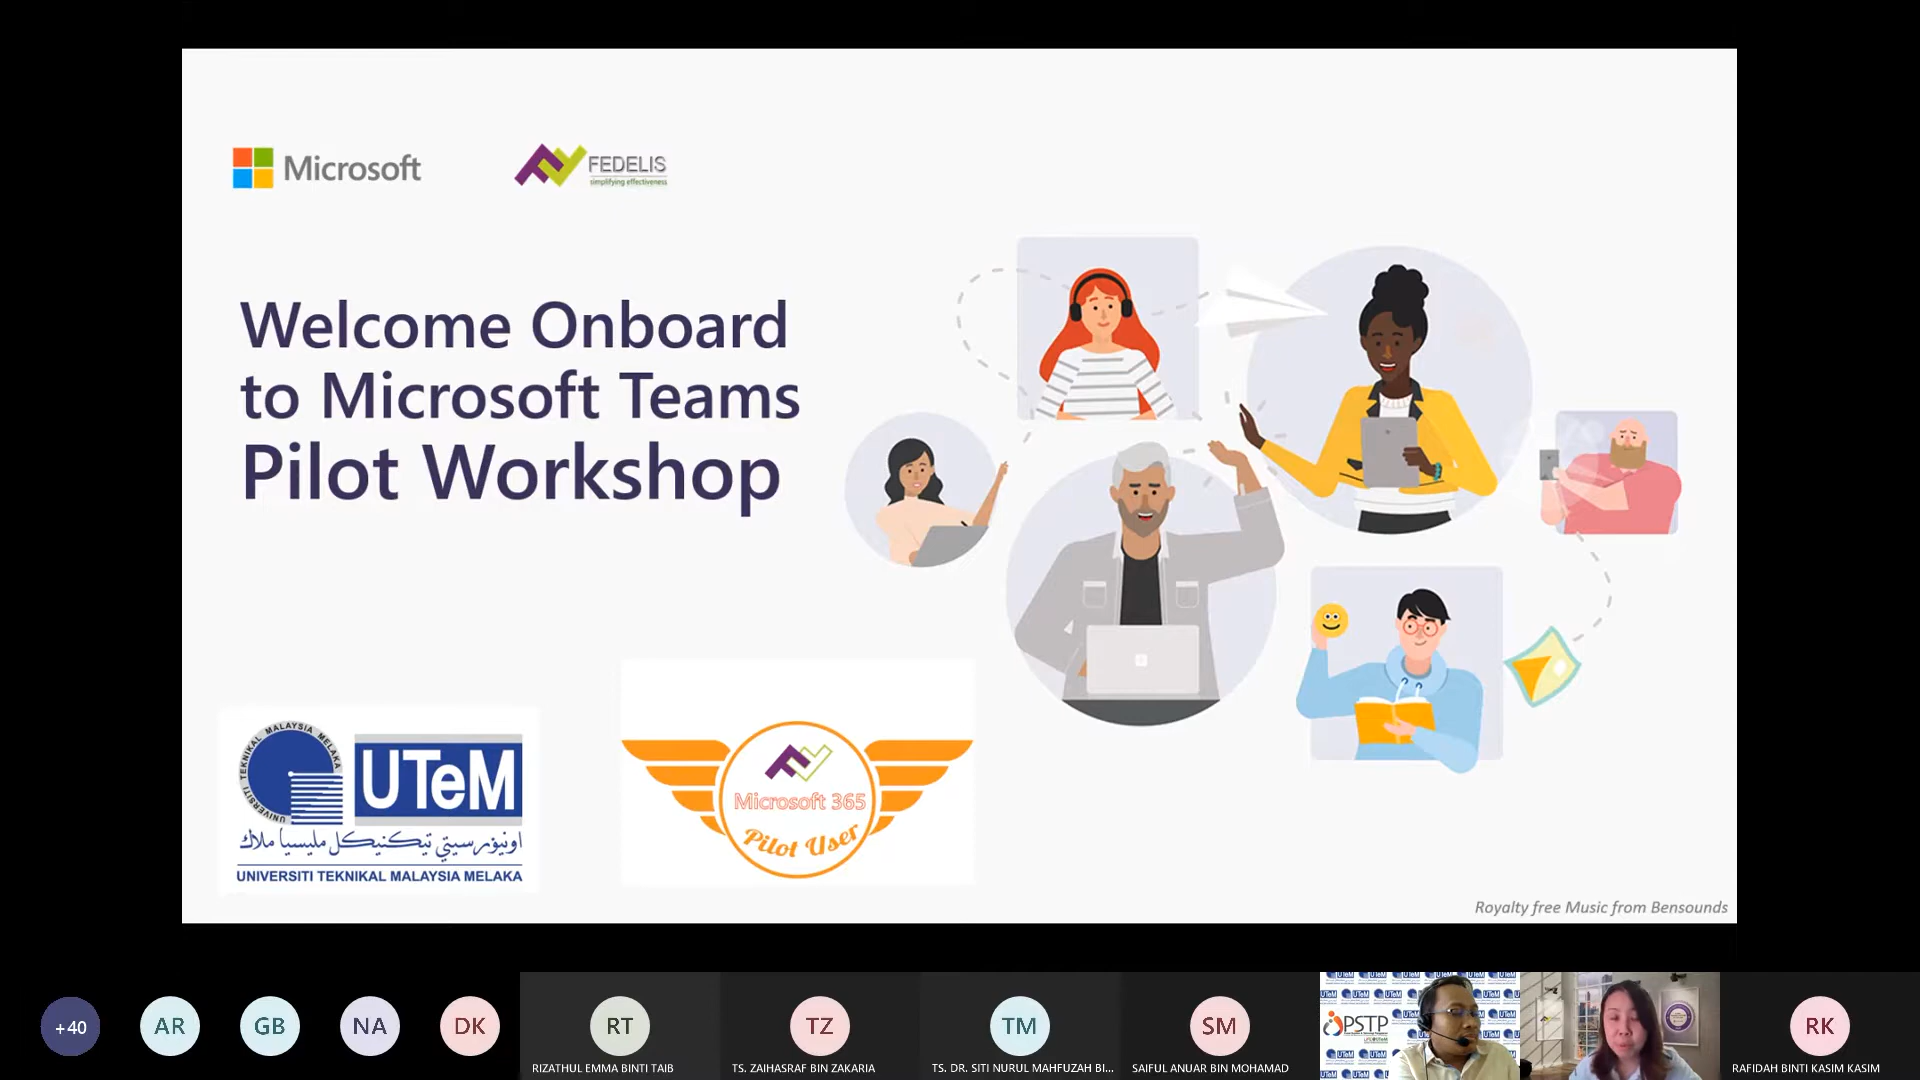 Microsoft
FEDELIS
simplifying effectiveness
Welcome Onboard
to Microsoft Teams
Pilot Workshop
UNIVERSITI TEKNIKAL MALAYSIA MELAKA
UTeM
اونيۏرسيتي تيكنيكل مليسيا ملاك
UNIVERSITI TEKNIKAL MALAYSIA MELAKA
Microsoft 365
Pilot User
Royalty free Music from Bensounds
+40
AR
GB
NA
DK
RT
RIZATHUL EMMA BINTI TAIB
TZ
TS. ZAIHASRAF BIN ZAKARIA
TM
TS. DR. SITI NURUL MAHFUZAH BI...
SM
SAIFUL ANUAR BIN MOHAMAD
PSTP
UTeM
RK
RAFIDAH BINTI KASIM KASIM